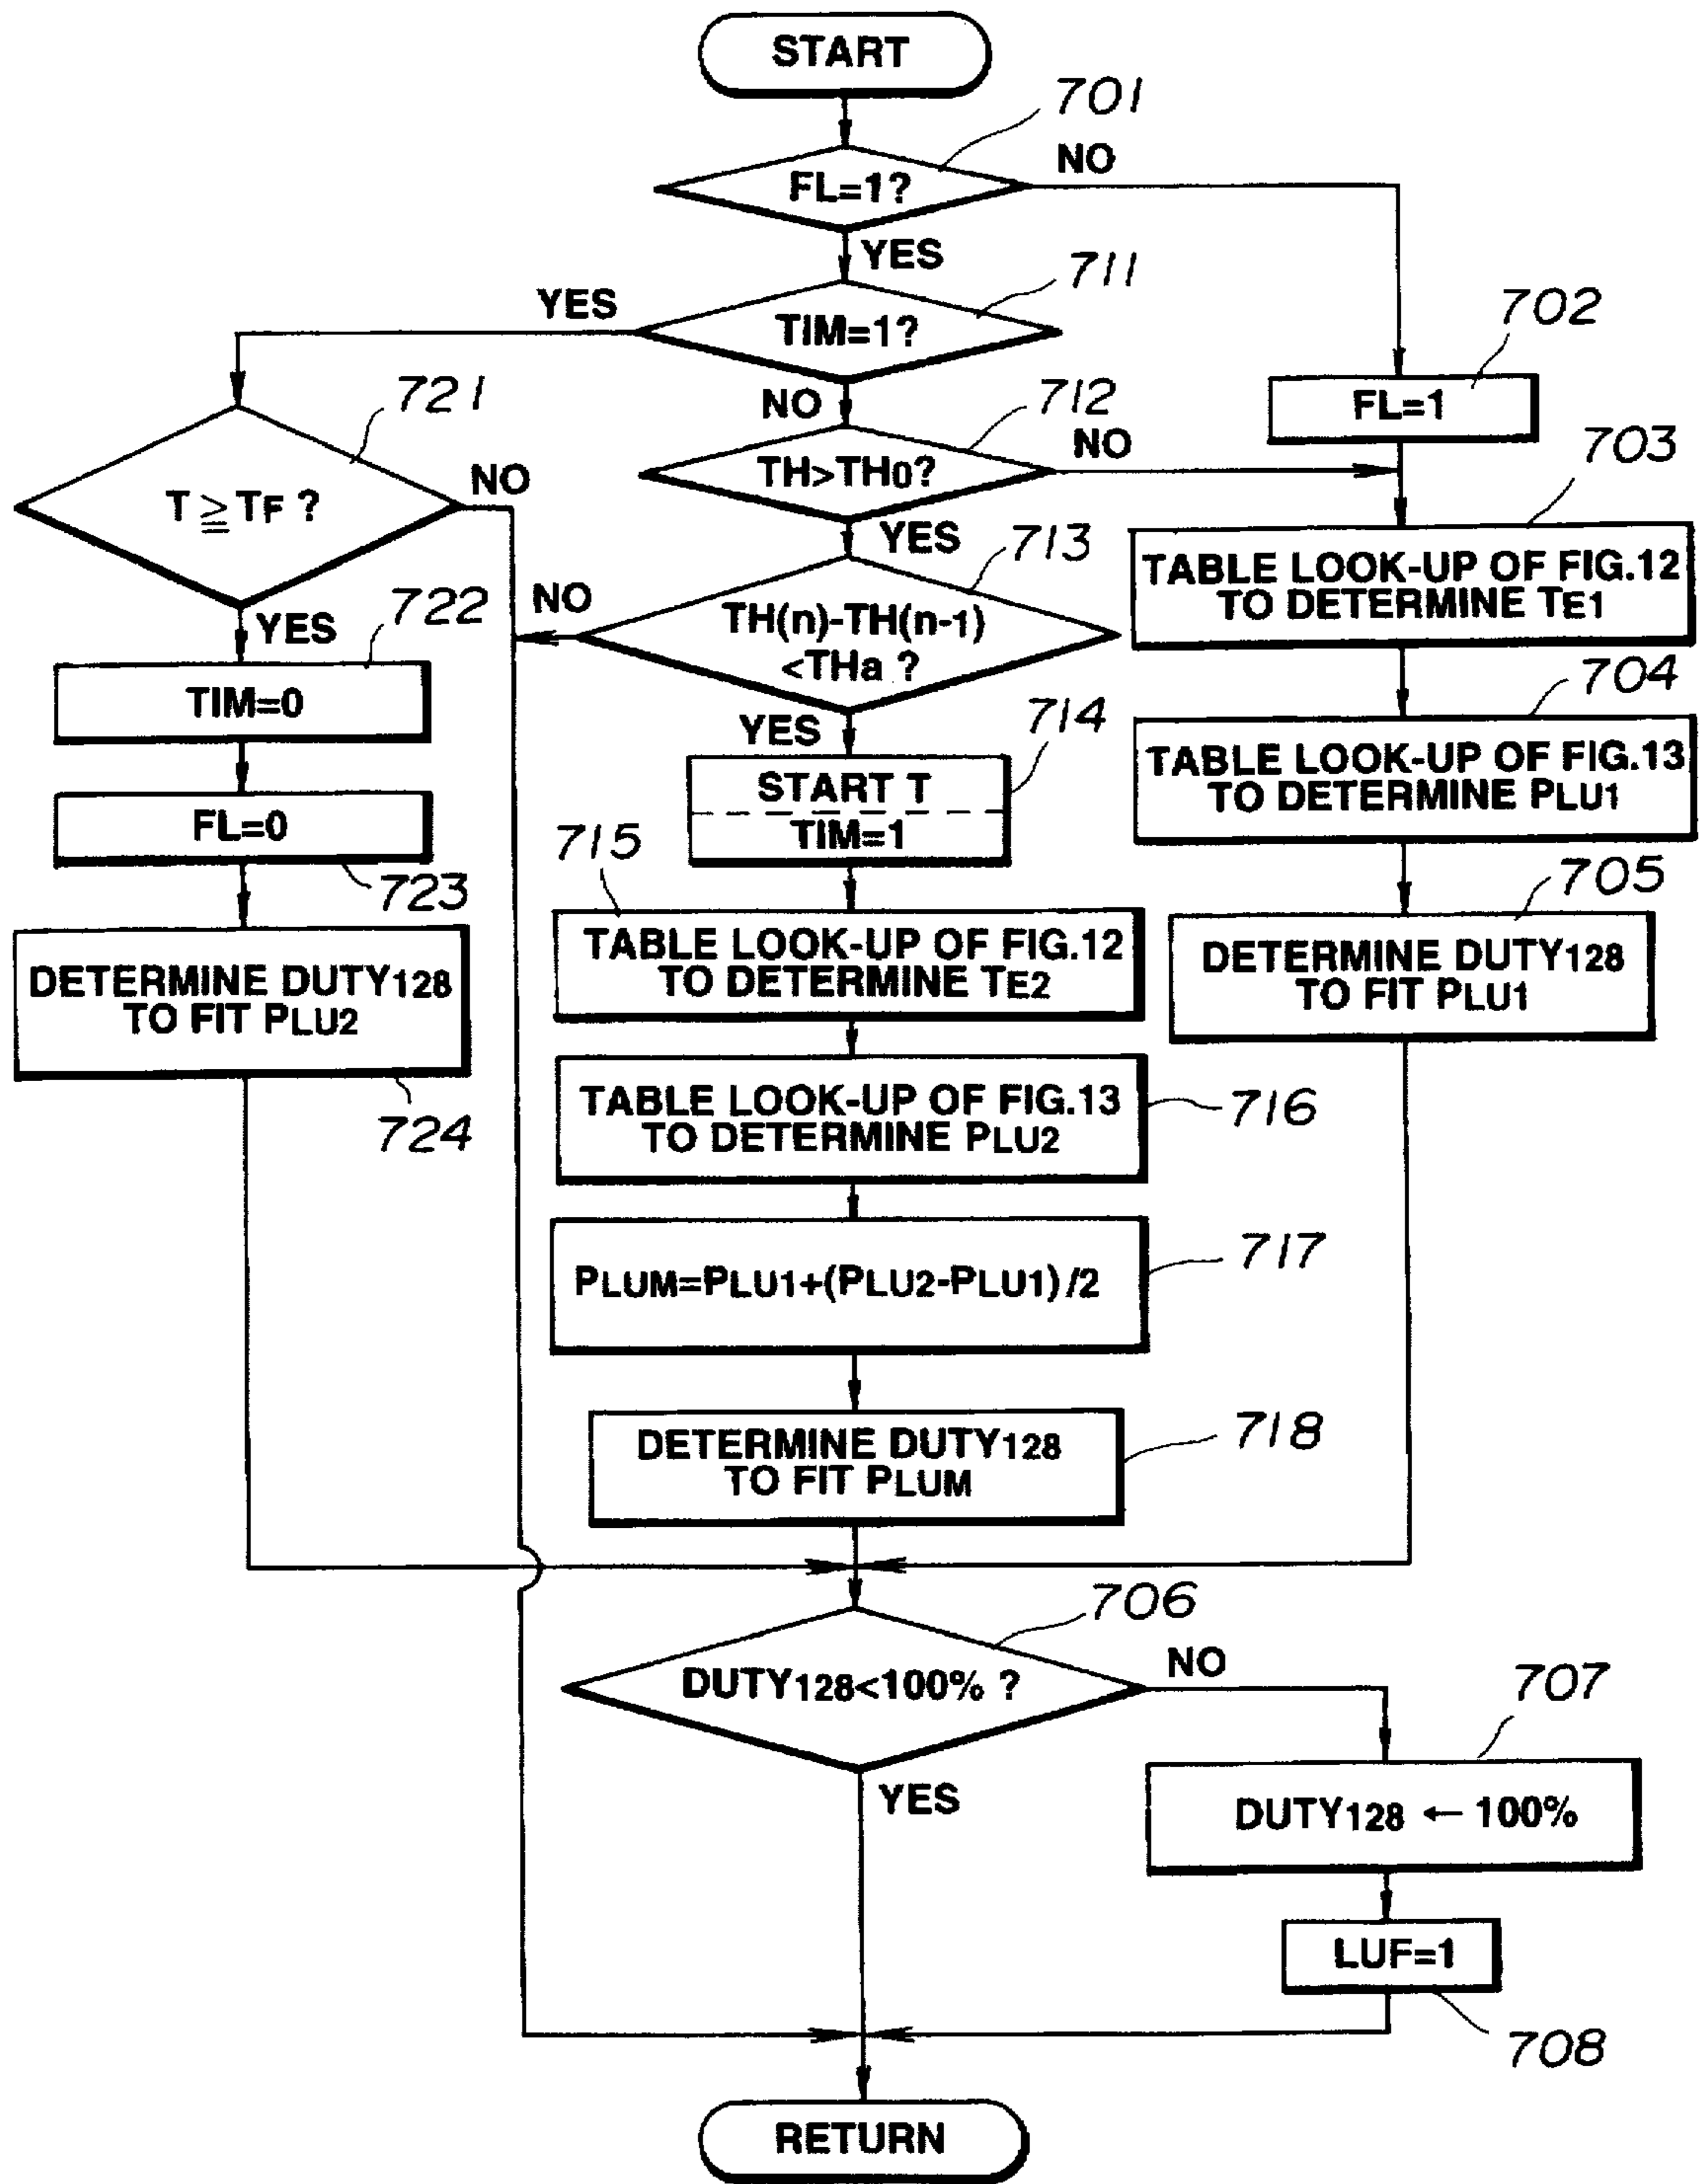 START
701
FL=1?
NO
YES
711
TIM=1?
YES
NO
702
FL=1
712
TH>TH0?
NO
YES
721
T ≧ TF ?
NO
YES
713
TH(n)-TH(n-1)
<THa ?
NO
YES
703
TABLE LOOK-UP OF FIG.12
TO DETERMINE TE1
722
TIM=0
704
TABLE LOOK-UP OF FIG.13
TO DETERMINE PLU1
714
START T
TIM=1
FL=0
723
705
DETERMINE DUTY128
TO FIT PLU1
715
TABLE LOOK-UP OF FIG.12
TO DETERMINE TE2
DETERMINE DUTY128
TO FIT PLU2
724
TABLE LOOK-UP OF FIG.13
TO DETERMINE PLU2
716
PLUM=PLU1+(PLU2-PLU1)/2
717
DETERMINE DUTY128
TO FIT PLUM
718
706
DUTY128<100% ?
NO
YES
707
DUTY128 ← 100%
LUF=1
708
RETURN